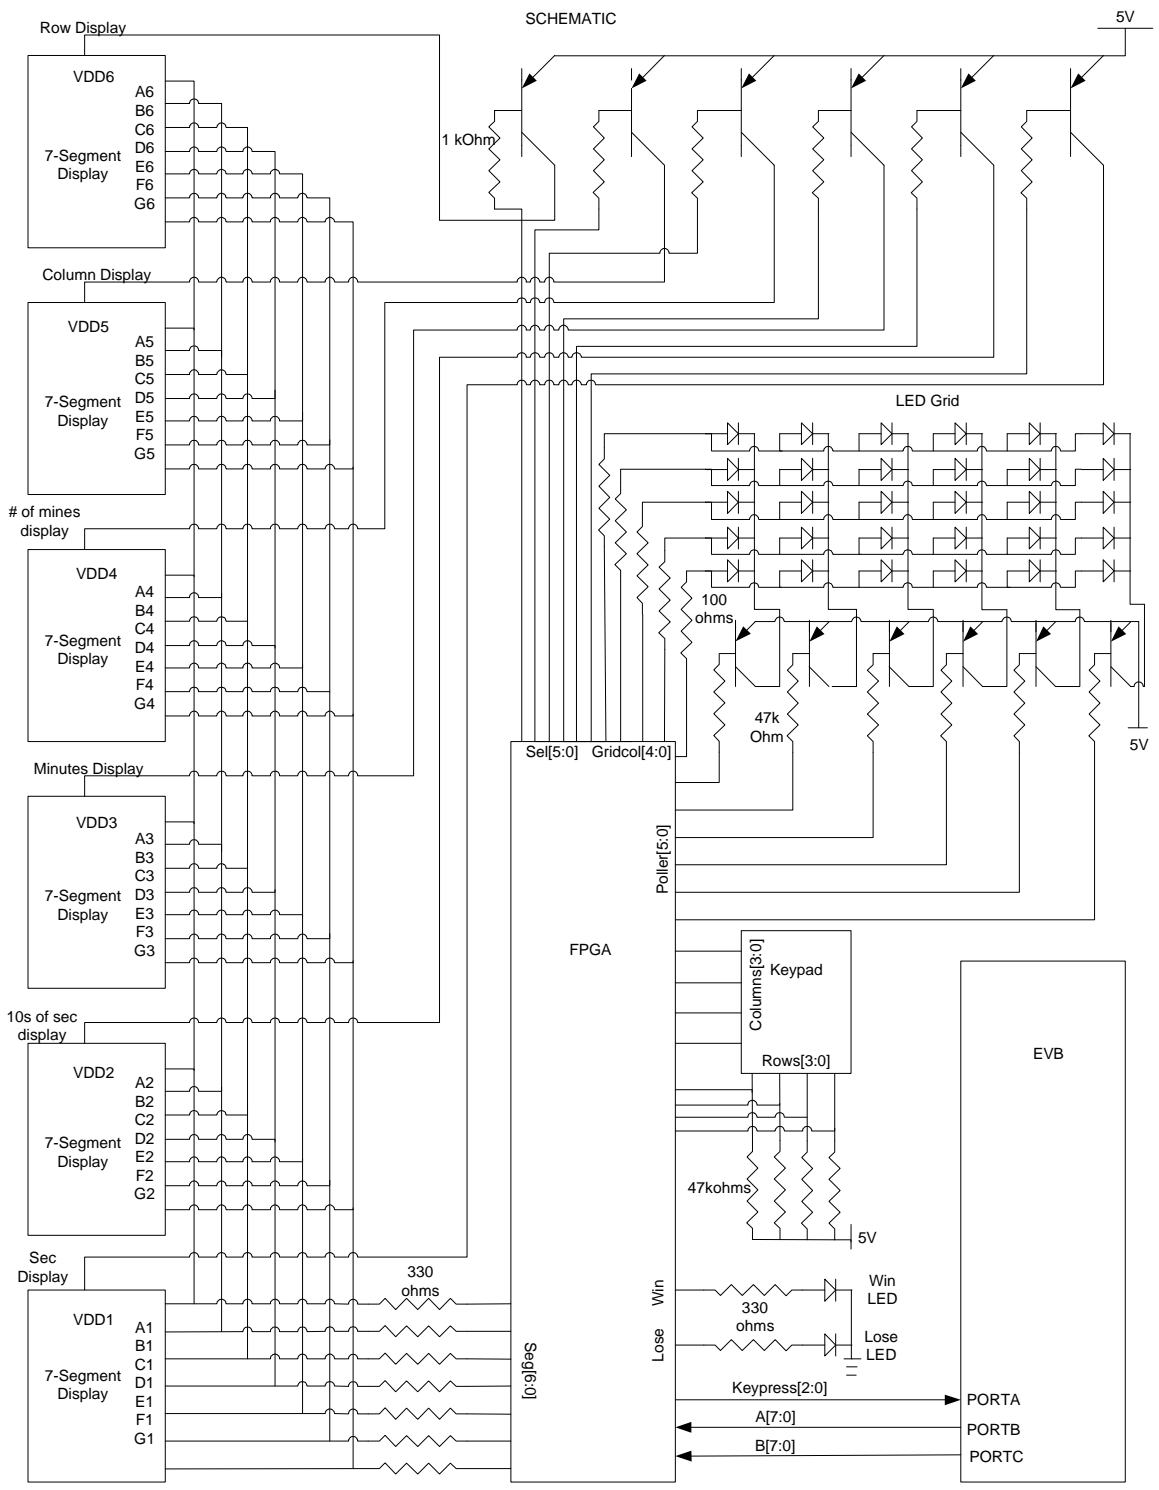 SCHEMATIC
5V
Row Display
VDD6
A6
B6
C6
D6
E6
F6
G6
7-Segment
Display
1 kOhm
Column Display
VDD5
A5
B5
C5
D5
E5
F5
G5
7-Segment
Display
# of mines
display
VDD4
A4
B4
C4
D4
E4
F4
G4
7-Segment
Display
Minutes Display
VDD3
A3
B3
C3
D3
E3
F3
G3
7-Segment
Display
10s of sec
display
VDD2
A2
B2
C2
D2
E2
F2
G2
7-Segment
Display
Sec
Display
VDD1
A1
B1
C1
D1
E1
F1
G1
7-Segment
Display
330
ohms
LED Grid
100
ohms
47k
Ohm
5V
Sel[5:0]
Gridcol[4:0]
Poller[5:0]
FPGA
Seg[6:0]
Columns[3:0]
Keypad
Rows[3:0]
47kohms
5V
Win
330
ohms
Win
LED
Lose
Lose
LED
EVB
Keypress[2:0]
PORTA
A[7:0]
PORTB
B[7:0]
PORTC